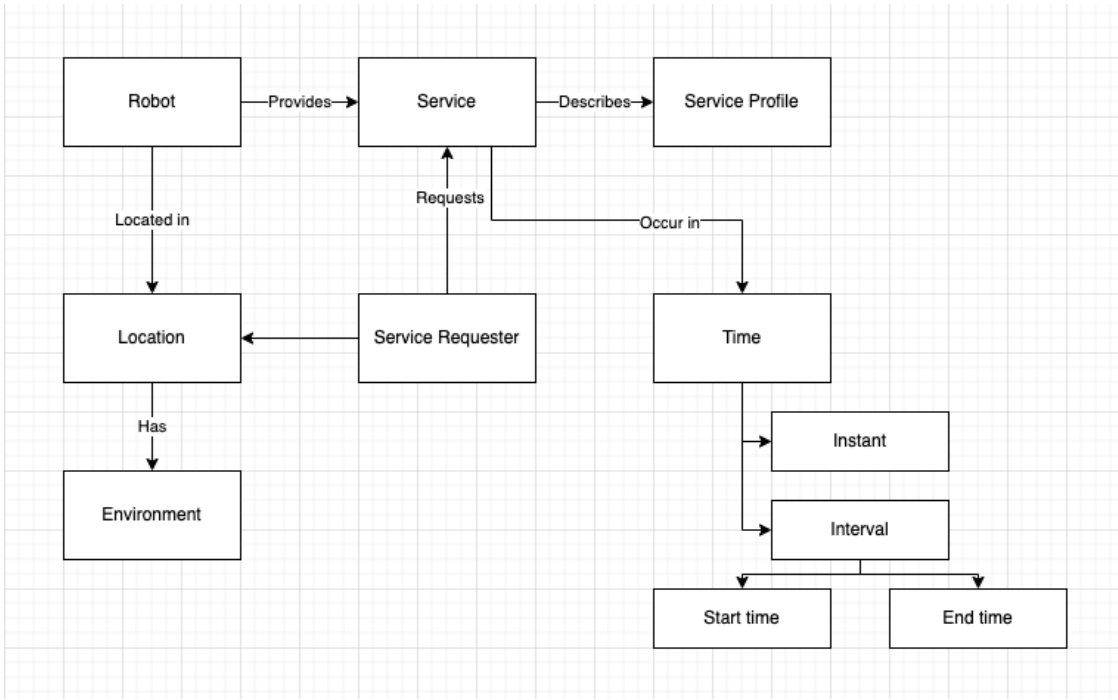 Robot
Provides
Service
Describes
Service Profile
Requests
Located in
Occur in
Location
Service Requester
Time
Has
Instant
Environment
Interval
Start time
End time